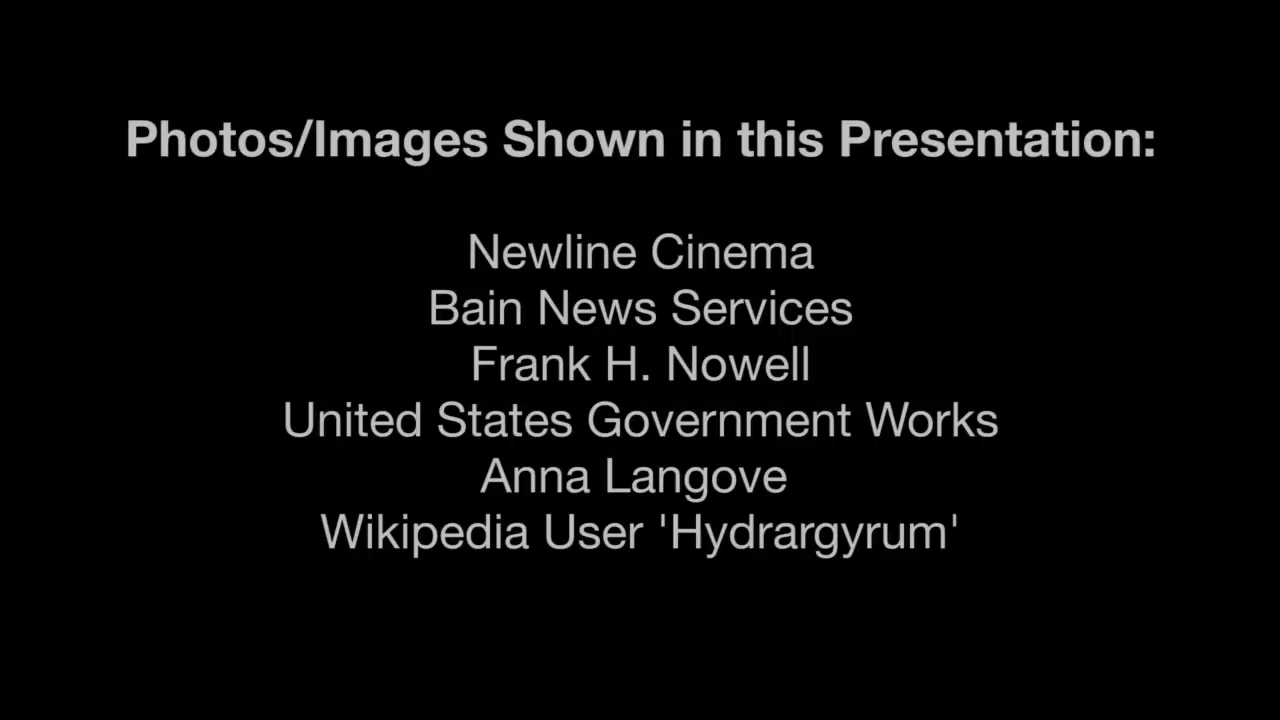 Photos/Images Shown in this Presentation:
Newline Cinema
Bain News Services
Frank H. Nowell
United States Government Works
Anna Langove
Wikipedia User 'Hydrargyrum'